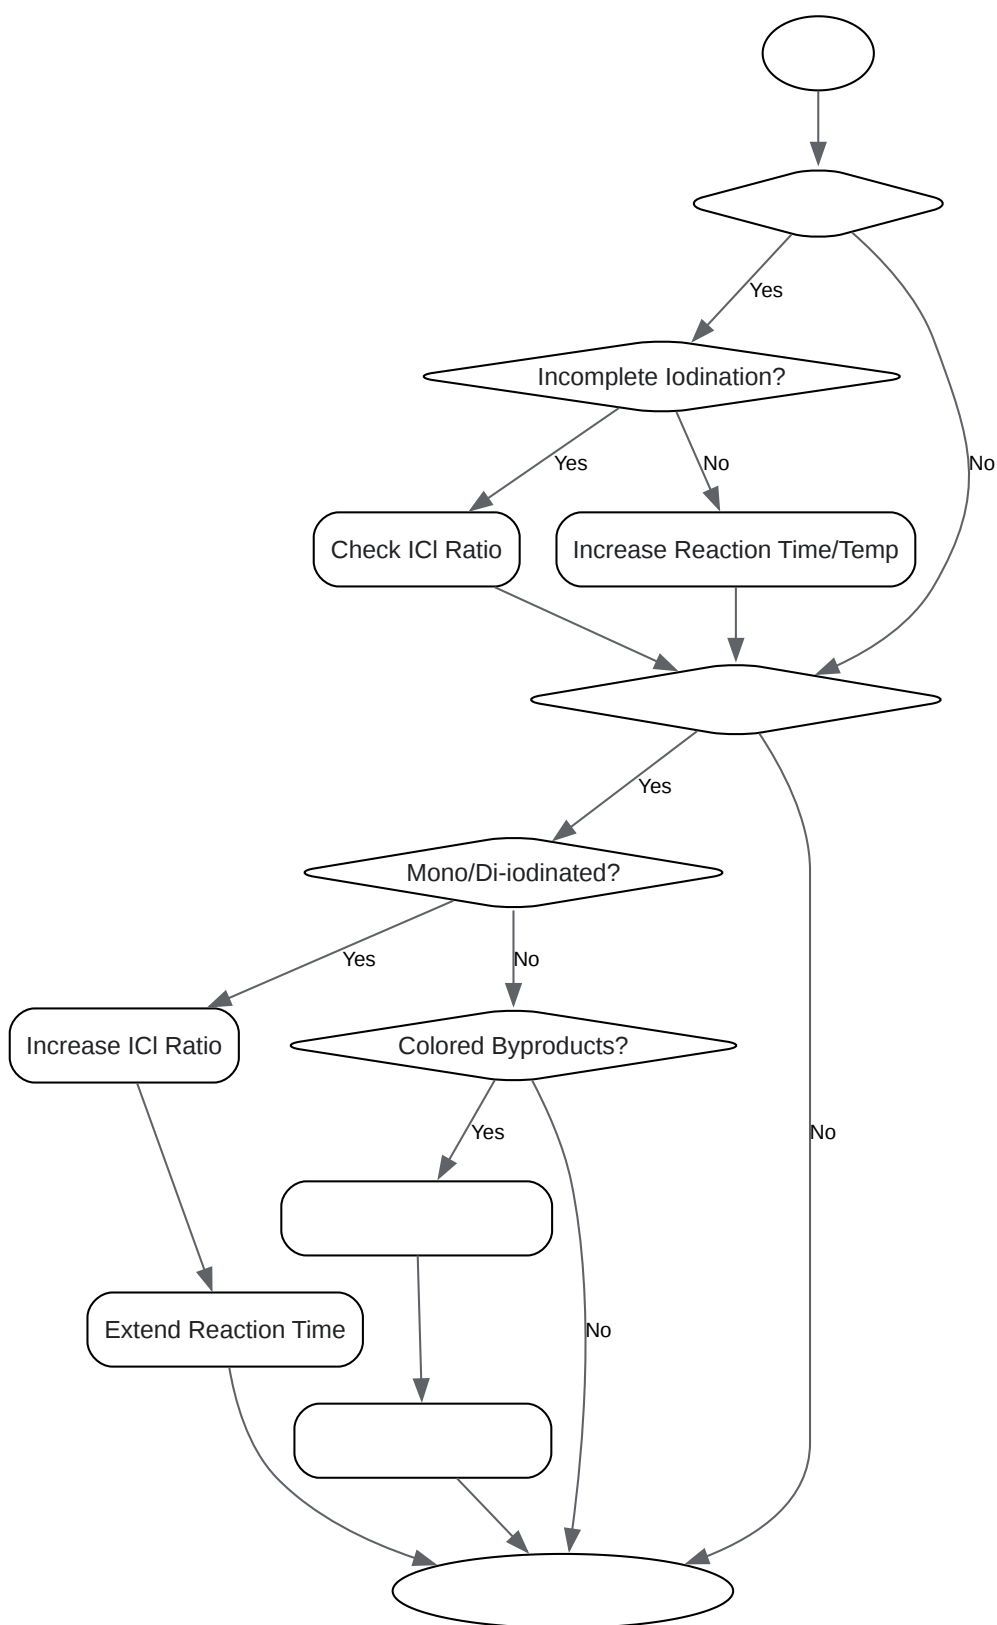 Yes
Incomplete Iodination?
Yes
No
No
Check ICl Ratio
Increase Reaction Time/Temp
Yes
Mono/Di-iodinated?
Yes
No
Increase ICl Ratio
Colored Byproducts?
Yes
No
Extend Reaction Time
No